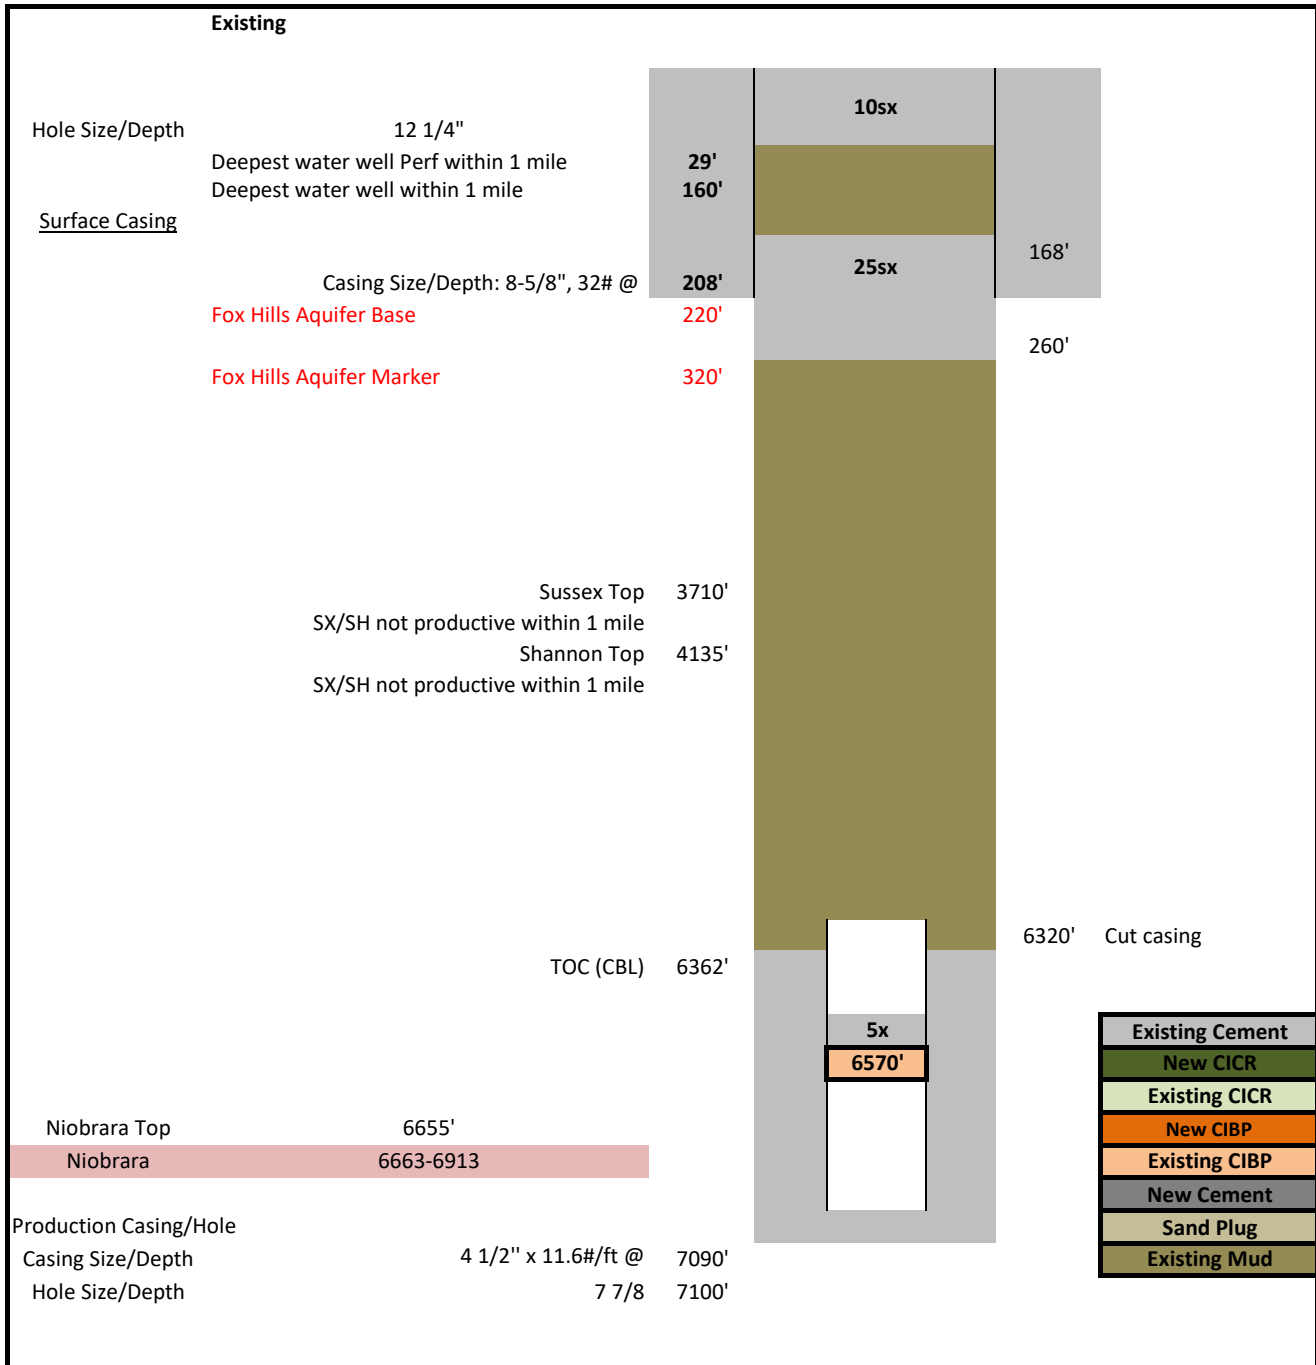 Existing
10sx
Hole Size/Depth 12 1/4"
Deepest water well Perf within 1 mile 29'
Deepest water well within 1 mile 160'
Surface Casing
168'
25sx
Casing Size/Depth: 8-5/8", 32# @ 208'
Fox Hills Aquifer Base 220'
260'
Fox Hills Aquifer Marker 320'
Sussex Top 3710'
SX/SH not productive within 1 mile
Shannon Top 4135'
SX/SH not productive within 1 mile
6320' Cut casing
TOC (CBL) 6362'
5x
Existing Cement
6570'
New CICR
Existing CICR
Niobrara Top 6655'
New CIBP
Niobrara 6663-6913
Existing CIBP
New Cement
Production Casing/Hole
Sand Plug
Casing Size/Depth 4 1/2'' x 11.6#/ft @ 7090'
Existing Mud
Hole Size/Depth 7 7/8 7100'